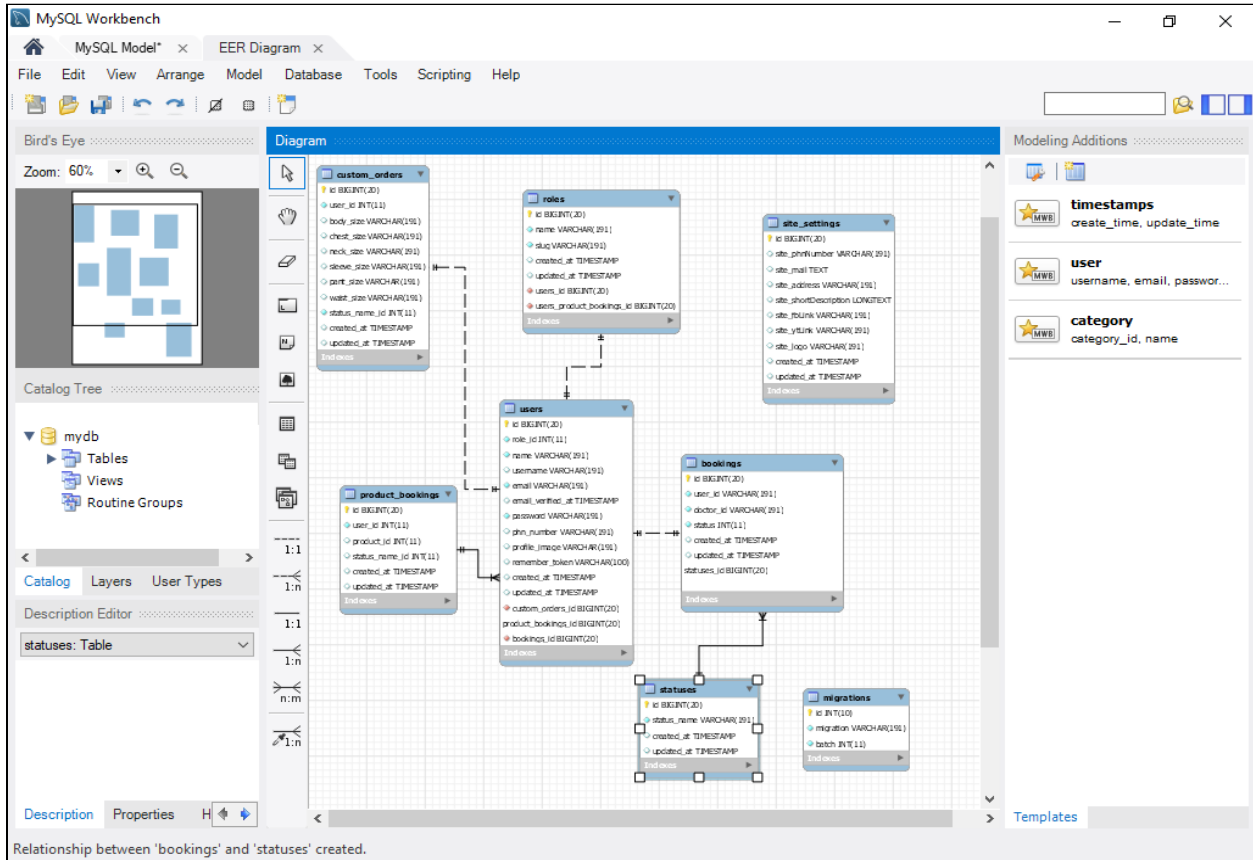 MySQL Workbench
MySQL Model* ×
EER Diagram ×
File Edit View Arrange Model Database Tools Scripting Help
Bird's Eye
Zoom: 60%
Catalog Tree
mydb
Tables
Views
Routine Groups
Catalog Layers User Types
Description Editor
statuses: Table
Description Properties H
Diagram
1:1
1:n
1:1
1:n
n:m
1:n
custom_orders
id BIGINT(20)
user_id INT(11)
body_size VARCHAR(191)
chest_size VARCHAR(191)
neck_size VARCHAR(191)
sleeve_size VARCHAR(191)
pant_size VARCHAR(191)
waist_size VARCHAR(191)
status_name_id INT(11)
created_at TIMESTAMP
updated_at TIMESTAMP
Indexes
roles
id BIGINT(20)
name VARCHAR(191)
slug VARCHAR(191)
created_at TIMESTAMP
updated_at TIMESTAMP
users_id BIGINT(20)
users_product_bookings_id BIGINT(20)
Indexes
site_settings
id BIGINT(20)
site_phnNumber VARCHAR(191)
site_mail TEXT
site_address VARCHAR(191)
site_shortDescription LONGTEXT
site_fbLink VARCHAR(191)
site_ytLink VARCHAR(191)
site_logo VARCHAR(191)
created_at TIMESTAMP
updated_at TIMESTAMP
Indexes
users
id BIGINT(20)
role_id INT(11)
name VARCHAR(191)
username VARCHAR(191)
email VARCHAR(191)
email_verified_at TIMESTAMP
password VARCHAR(191)
phn_number VARCHAR(191)
profile_image VARCHAR(191)
remember_token VARCHAR(100)
created_at TIMESTAMP
updated_at TIMESTAMP
custom_orders_id BIGINT(20)
product_bookings_id BIGINT(20)
bookings_id BIGINT(20)
Indexes
product_bookings
id BIGINT(20)
user_id INT(11)
product_id INT(11)
status_name_id INT(11)
created_at TIMESTAMP
updated_at TIMESTAMP
Indexes
bookings
id BIGINT(20)
user_id VARCHAR(191)
doctor_id VARCHAR(191)
status INT(11)
created_at TIMESTAMP
updated_at TIMESTAMP
statuses_id BIGINT(20)
Indexes
statuses
id BIGINT(20)
status_name VARCHAR(191)
created_at TIMESTAMP
updated_at TIMESTAMP
Indexes
migrations
id INT(10)
migration VARCHAR(191)
batch INT(11)
Indexes
Modeling Additions
MWB
timestamps
create_time, update_time
MWB
user
username, email, passwor...
MWB
category
category_id, name
Templates
Relationship between 'bookings' and 'statuses' created.